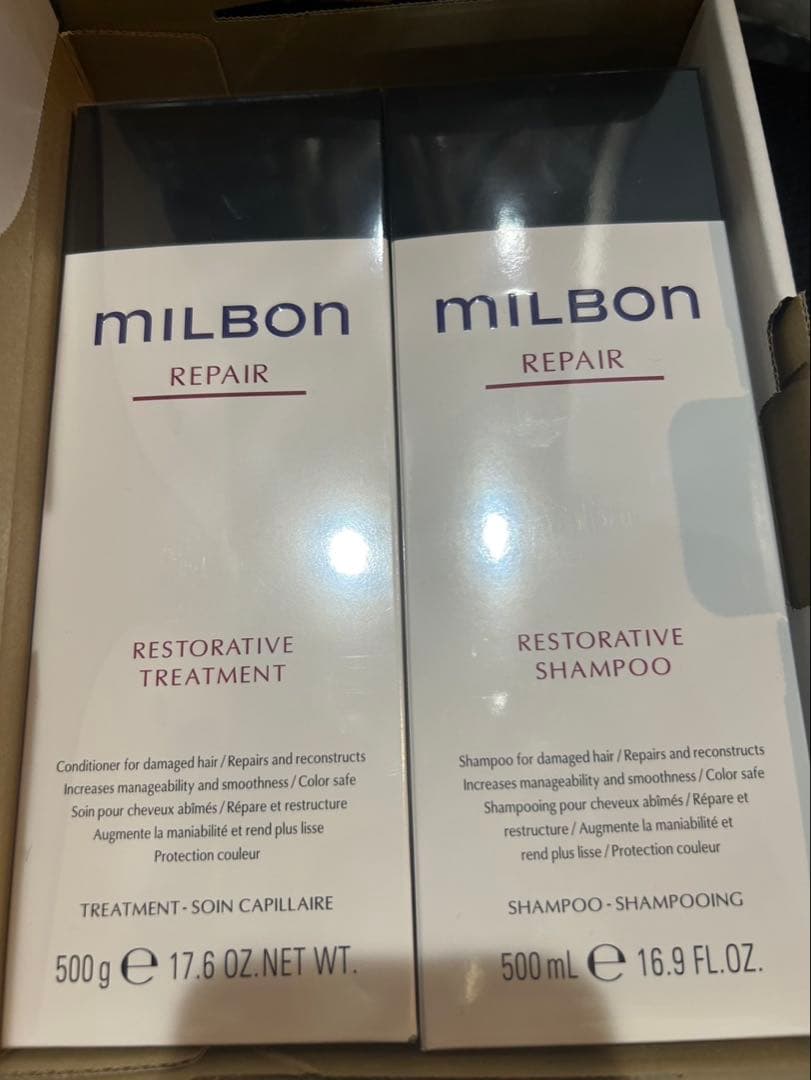 mILBON
REPAIR
RESTORATIVE
TREATMENT
Conditioner for damaged hair / Repairs and reconstructs
Increases manageability and smoothness / Color safe
Soin pour cheveux abîmés / Répare et restructure
Augmente la maniabilité et rend plus lisse
Protection couleur
TREATMENT - SOIN CAPILLAIRE
500 g e 17.6 OZ. NET WT.
mILBON
REPAIR
RESTORATIVE
SHAMPOO
Shampoo for damaged hair / Repairs and reconstructs
Increases manageability and smoothness / Color safe
Shampooing pour cheveux abîmés / Répare et
restructure / Augmente la maniabilité et
rend plus lisse / Protection couleur
SHAMPOO - SHAMPOOING
500 mL e 16.9 FL.OZ.